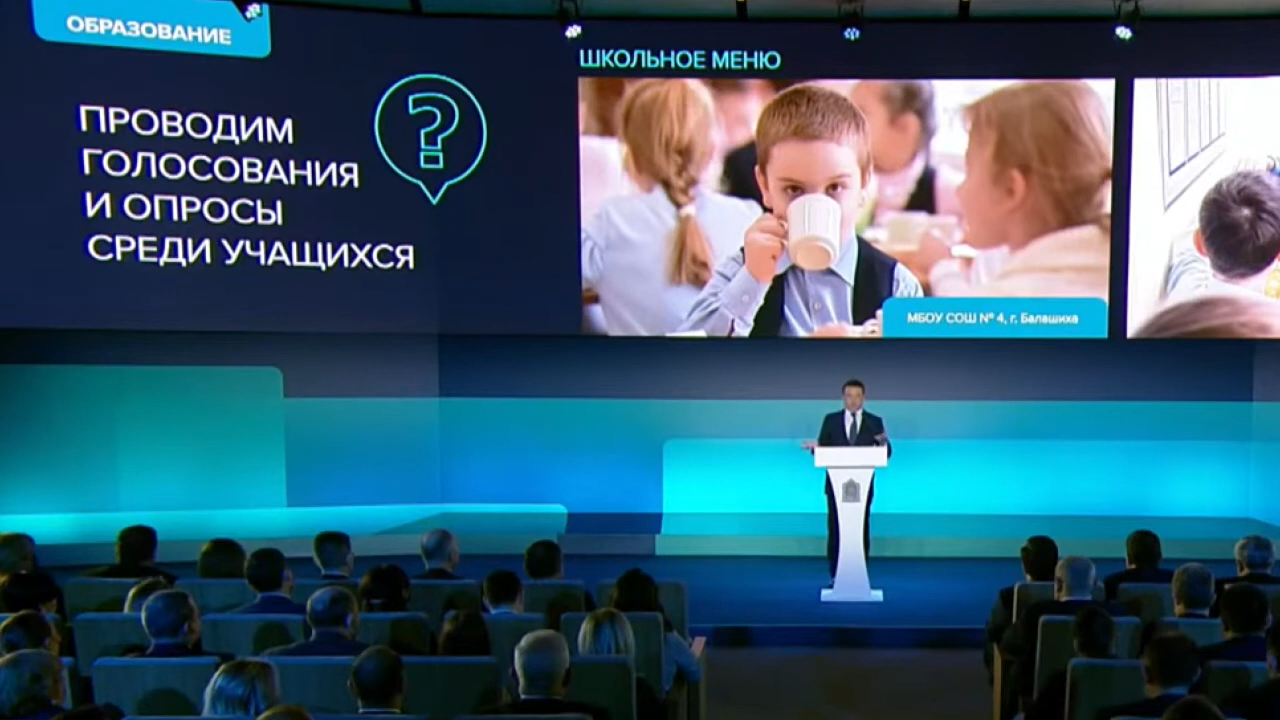 ОБРАЗОВАНИЕ
ПРОВОДИМ
ГОЛОСОВАНИЯ
И ОПРОСЫ
СРЕДИ УЧАЩИХСЯ
?
ШКОЛЬНОЕ МЕНЮ
МБОУ СОШ № 4, г. Балашиха